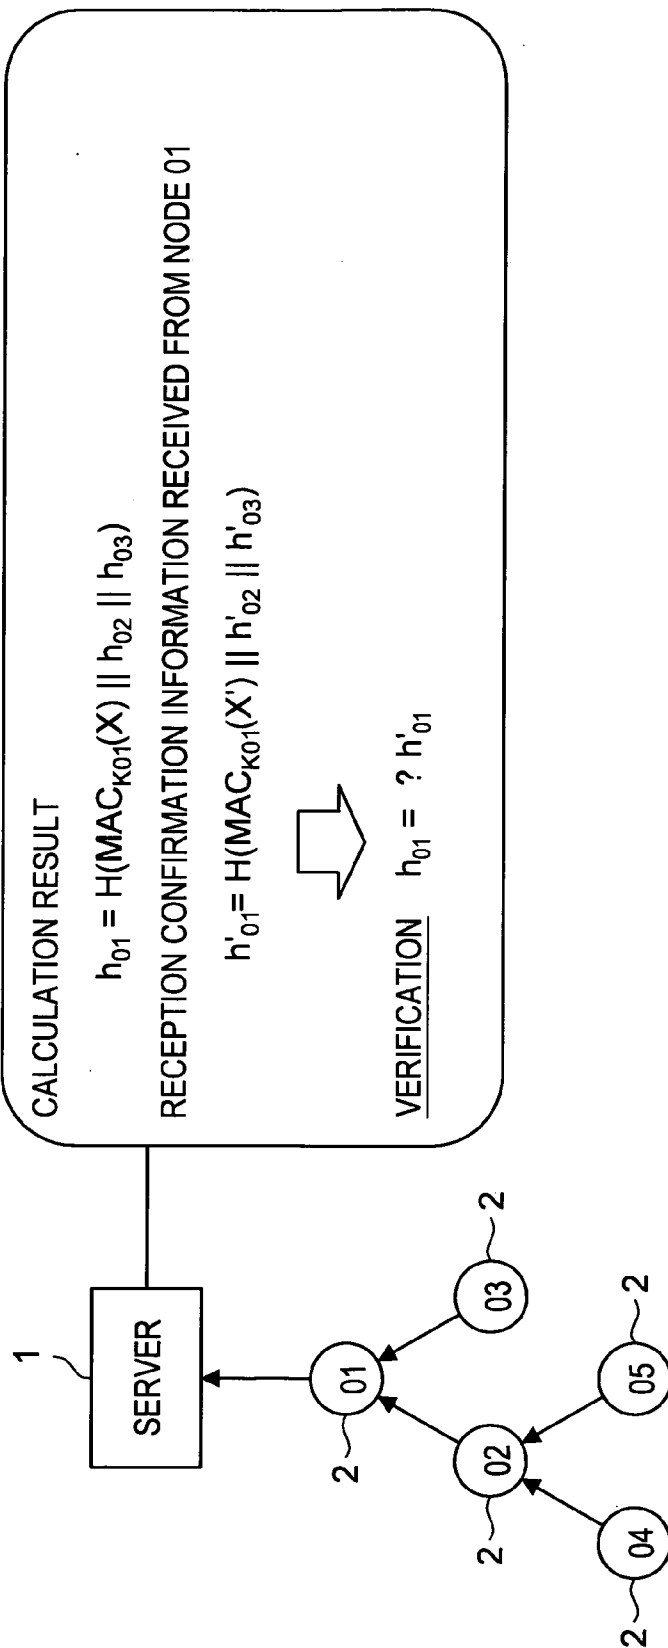 CALCULATION RESULT
h01 = H(MACK01(X) || h02 || h03)
RECEPTION CONFIRMATION INFORMATION RECEIVED FROM NODE 01
h'01= H(MACK01(X') || h'02 || h'03)
VERIFICATION h01 = ? h'01
1
SERVER
2
01
2
03
2
02
2
04
2
05